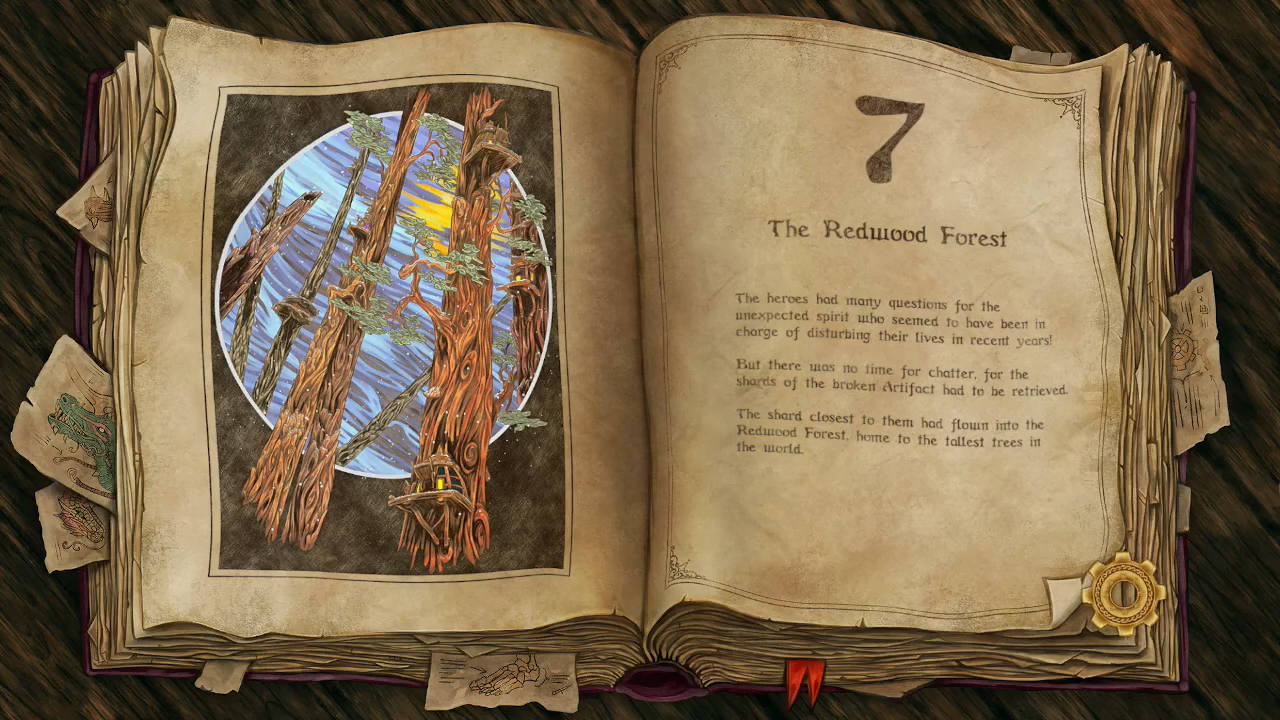 7
The Redwood Forest
The heroes had many questions for the
unexpected spirit who seemed to have been in
charge of disturbing their lives in recent years!
But there was no time for chatter, for the
shards of the broken Artifact had to be retrieved.
The shard closest to them had flown into the
Redwood Forest, home to the tallest trees in
the world.